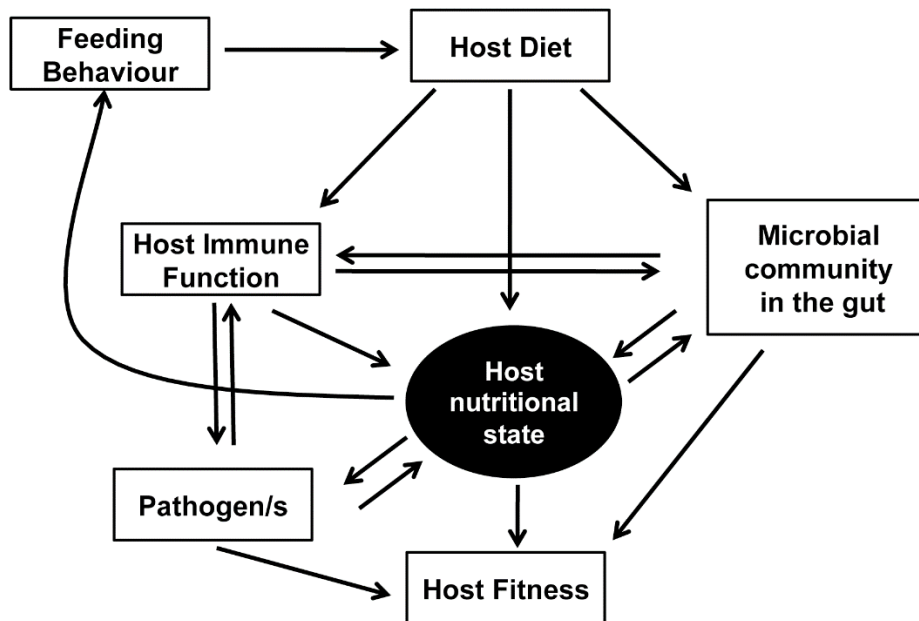 Feeding
Behaviour
Host Diet
Host Immune
Function
Microbial
community
in the gut
Host
nutritional
state
Pathogen/s
Host Fitness